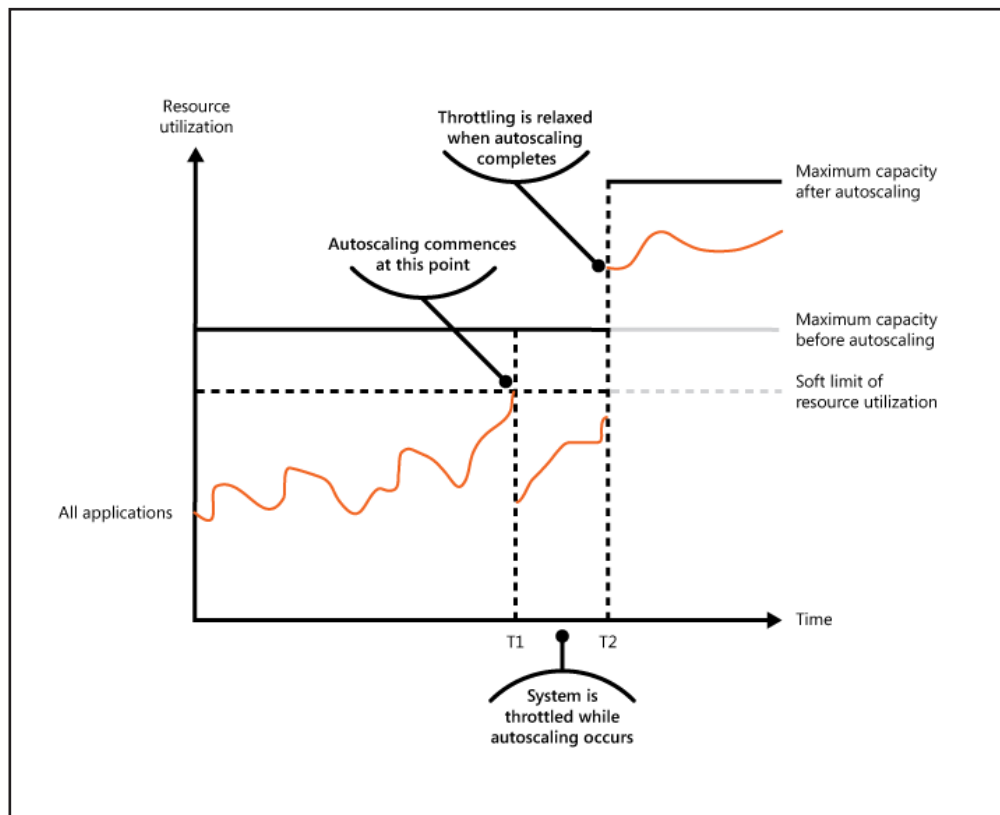 Resource
utilization
Throttling is relaxed
when autoscaling
completes
Maximum capacity
after autoscaling
Autoscaling commences
at this point
Maximum capacity
before autoscaling
Soft limit of
resource utilization
All applications
Time
T1
T2
System is
throttled while
autoscaling occurs